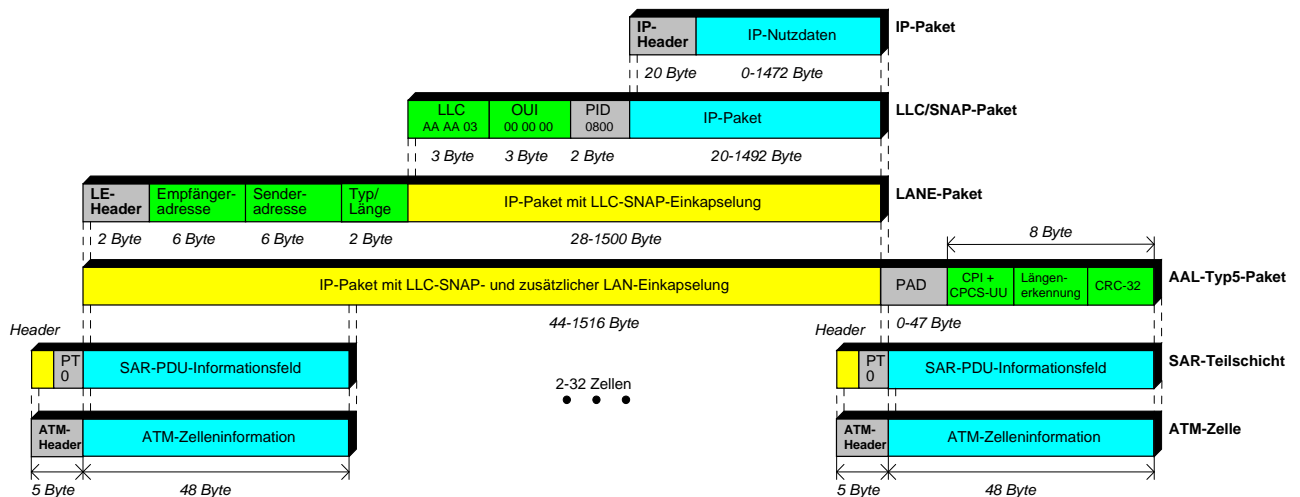 IP-
Header
IP-Nutzdaten
IP-Paket
20 Byte
0-1472 Byte
LLC
AA AA 03
OUI
00 00 00
PID
0800
IP-Paket
LLC/SNAP-Paket
3 Byte
3 Byte
2 Byte
20-1492 Byte
LE-
Header
Empfänger-
adresse
Sender-
adresse
Typ/
Länge
IP-Paket mit LLC-SNAP-Einkapselung
LANE-Paket
2 Byte
6 Byte
6 Byte
2 Byte
28-1500 Byte
8 Byte
IP-Paket mit LLC-SNAP- und zusätzlicher LAN-Einkapselung
PAD
CPI +
CPCS-UU
Längen-
erkennung
CRC-32
AAL-Typ5-Paket
44-1516 Byte
0-47 Byte
Header
PT
0
SAR-PDU-Informationsfeld
2-32 Zellen
Header
PT
0
SAR-PDU-Informationsfeld
SAR-Teilschicht
ATM-
Header
ATM-Zelleninformation
ATM-
Header
ATM-Zelleninformation
ATM-Zelle
5 Byte
48 Byte
5 Byte
48 Byte